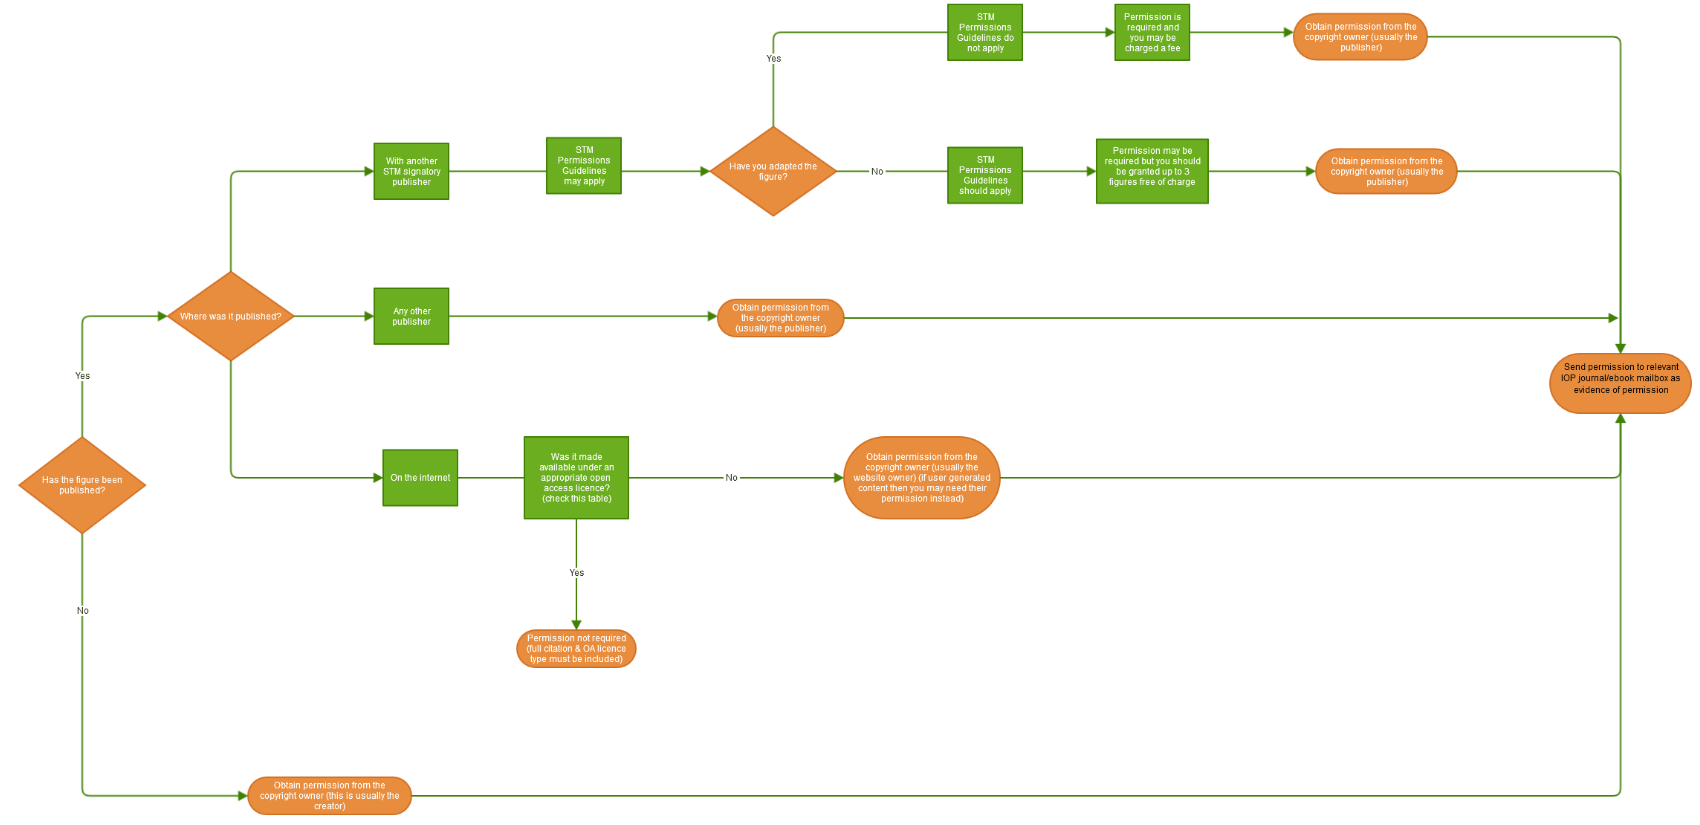 STM
Permissions
Guidelines do
not apply
Permission is
required and
you may be
charged a fee
Obtain permission from the
copyright owner (usually the
publisher)
Yes
With another
STM signatory
publisher
STM
Permissions
Guidelines
may apply
Have you adapted the
figure?
No
STM
Permissions
Guidelines
should apply
Permission may be
required but you should
be granted up to 3
figures free of charge
Obtain permission from the
copyright owner (usually the
publisher)
Where was it published?
Any other
publisher
Obtain permission from
the copyright owner
(usually the publisher)
Yes
Send permission to relevant
IOP journal/ebook mailbox as
evidence of permission
Has the figure been
published?
On the internet
Was it made
available under an
appropriate open
access licence?
(check this table)
No
Obtain permission from the
copyright owner (usually the
website owner) (if user generated
content then you may need their
permission instead)
Yes
No
Permission not required
(full citation & OA licence
type must be included)
Obtain permission from the
copyright owner (this is usually the
creator)